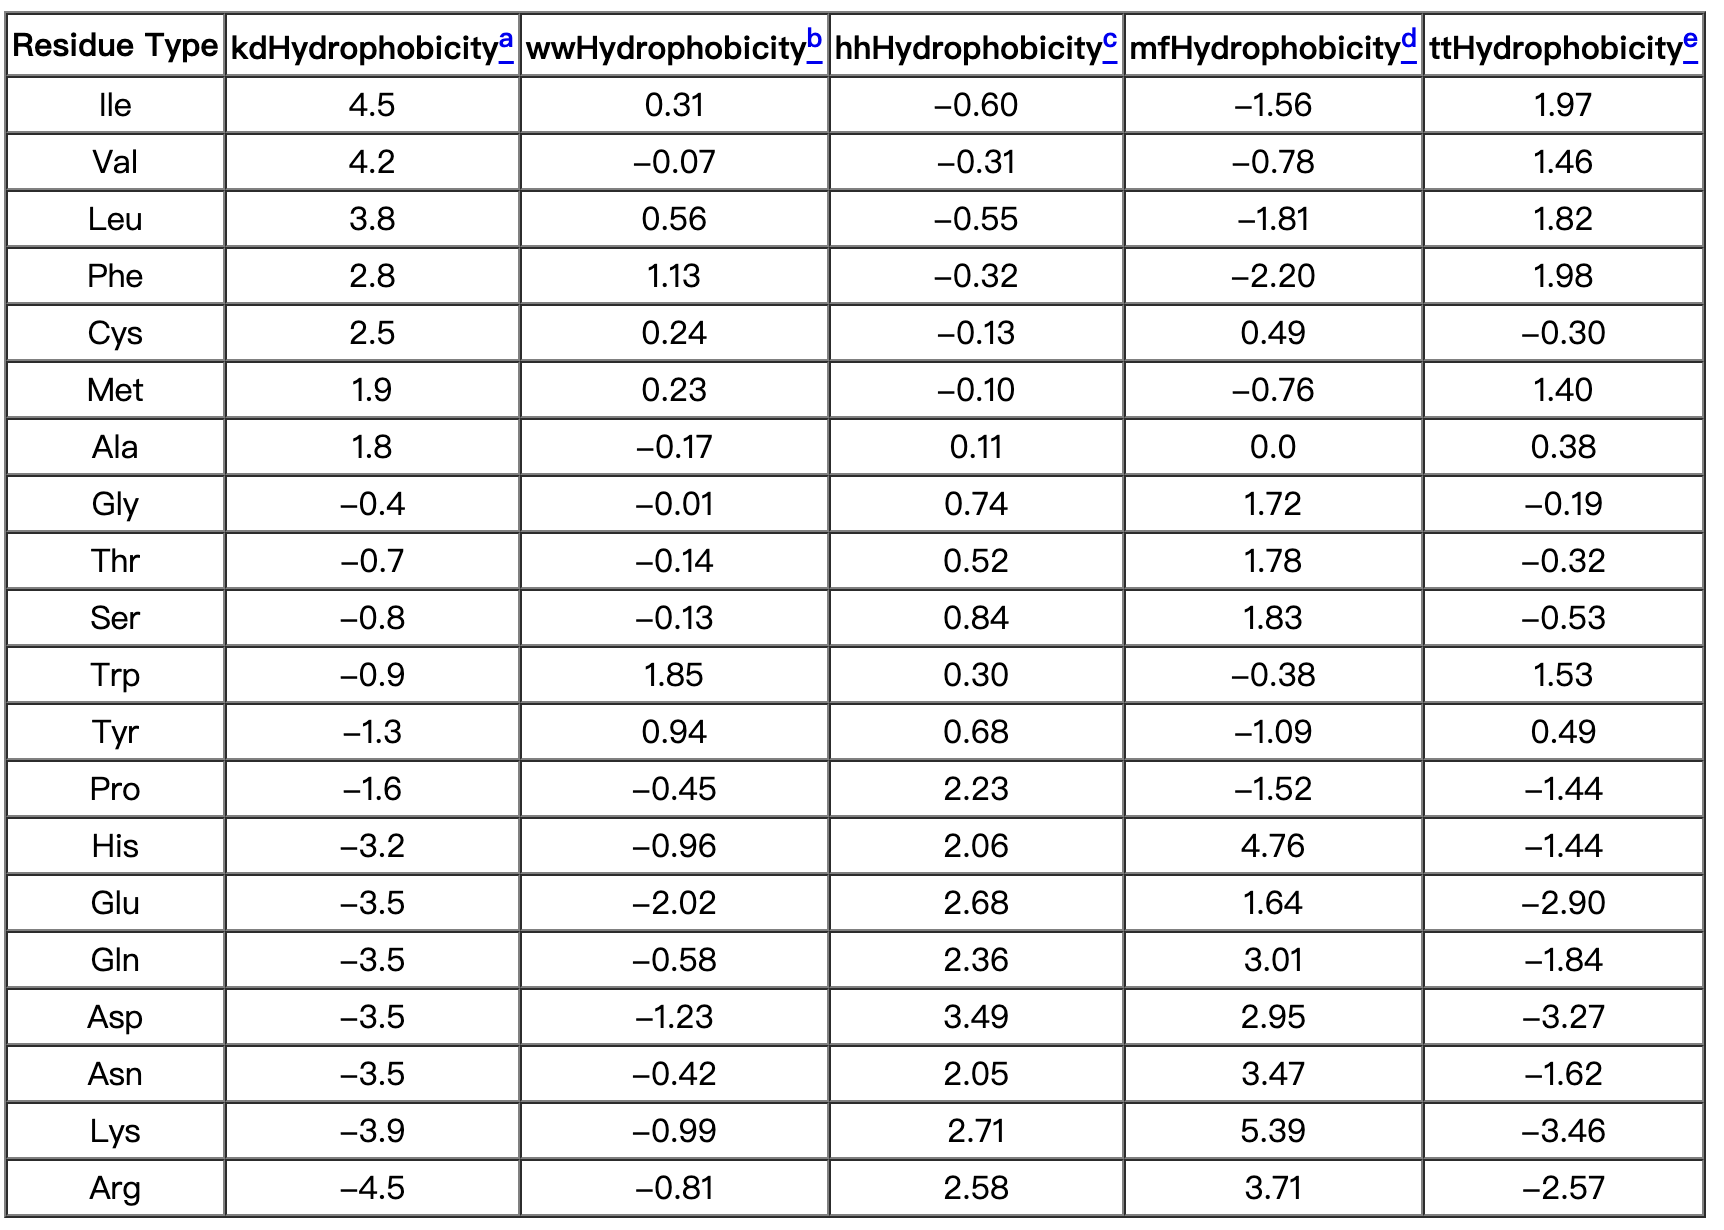 Residue Type kdHydrophobicitya wwHydrophobicityb hhHydrophobicityc mfHydrophobicityd ttHydrophobicitye
Ile 4.5 0.31 −0.60 −1.56 1.97
Val 4.2 −0.07 −0.31 −0.78 1.46
Leu 3.8 0.56 −0.55 −1.81 1.82
Phe 2.8 1.13 −0.32 −2.20 1.98
Cys 2.5 0.24 −0.13 0.49 −0.30
Met 1.9 0.23 −0.10 −0.76 1.40
Ala 1.8 −0.17 0.11 0.0 0.38
Gly −0.4 −0.01 0.74 1.72 −0.19
Thr −0.7 −0.14 0.52 1.78 −0.32
Ser −0.8 −0.13 0.84 1.83 −0.53
Trp −0.9 1.85 0.30 −0.38 1.53
Tyr −1.3 0.94 0.68 −1.09 0.49
Pro −1.6 −0.45 2.23 −1.52 −1.44
His −3.2 −0.96 2.06 4.76 −1.44
Glu −3.5 −2.02 2.68 1.64 −2.90
Gln −3.5 −0.58 2.36 3.01 −1.84
Asp −3.5 −1.23 3.49 2.95 −3.27
Asn −3.5 −0.42 2.05 3.47 −1.62
Lys −3.9 −0.99 2.71 5.39 −3.46
Arg −4.5 −0.81 2.58 3.71 −2.57